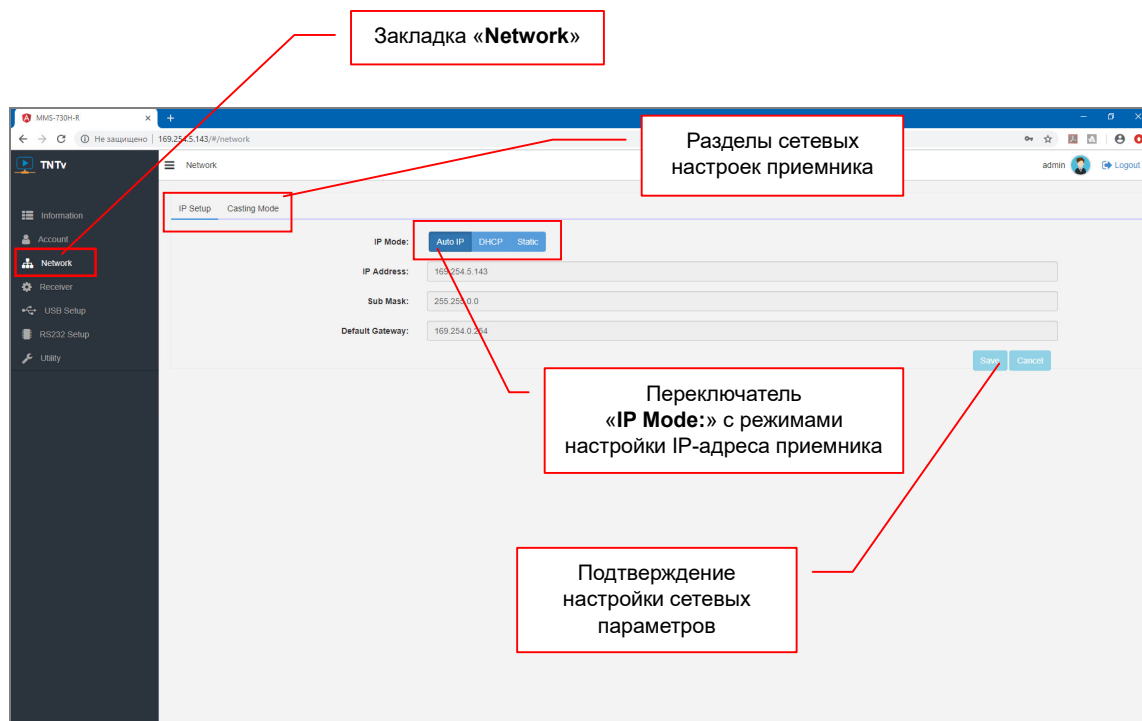 Закладка «Network»
MMS-730H-R
Не защищено
169.254.5.143/#/network
Разделы сетевых
настроек приемника
TNTv
Network
admin
Logout
IP Setup
Casting Mode
Information
Account
Network
Receiver
USB Setup
RS232 Setup
Utility
IP Mode:
Auto IP
DHCP
Static
IP Address:
169.254.5.143
Sub Mask:
255.255.0.0
Default Gateway:
169.254.0.254
Save
Cancel
Переключатель
«IP Mode:» с режимами
настройки IP-адреса приемника
Подтверждение
настройки сетевых
параметров